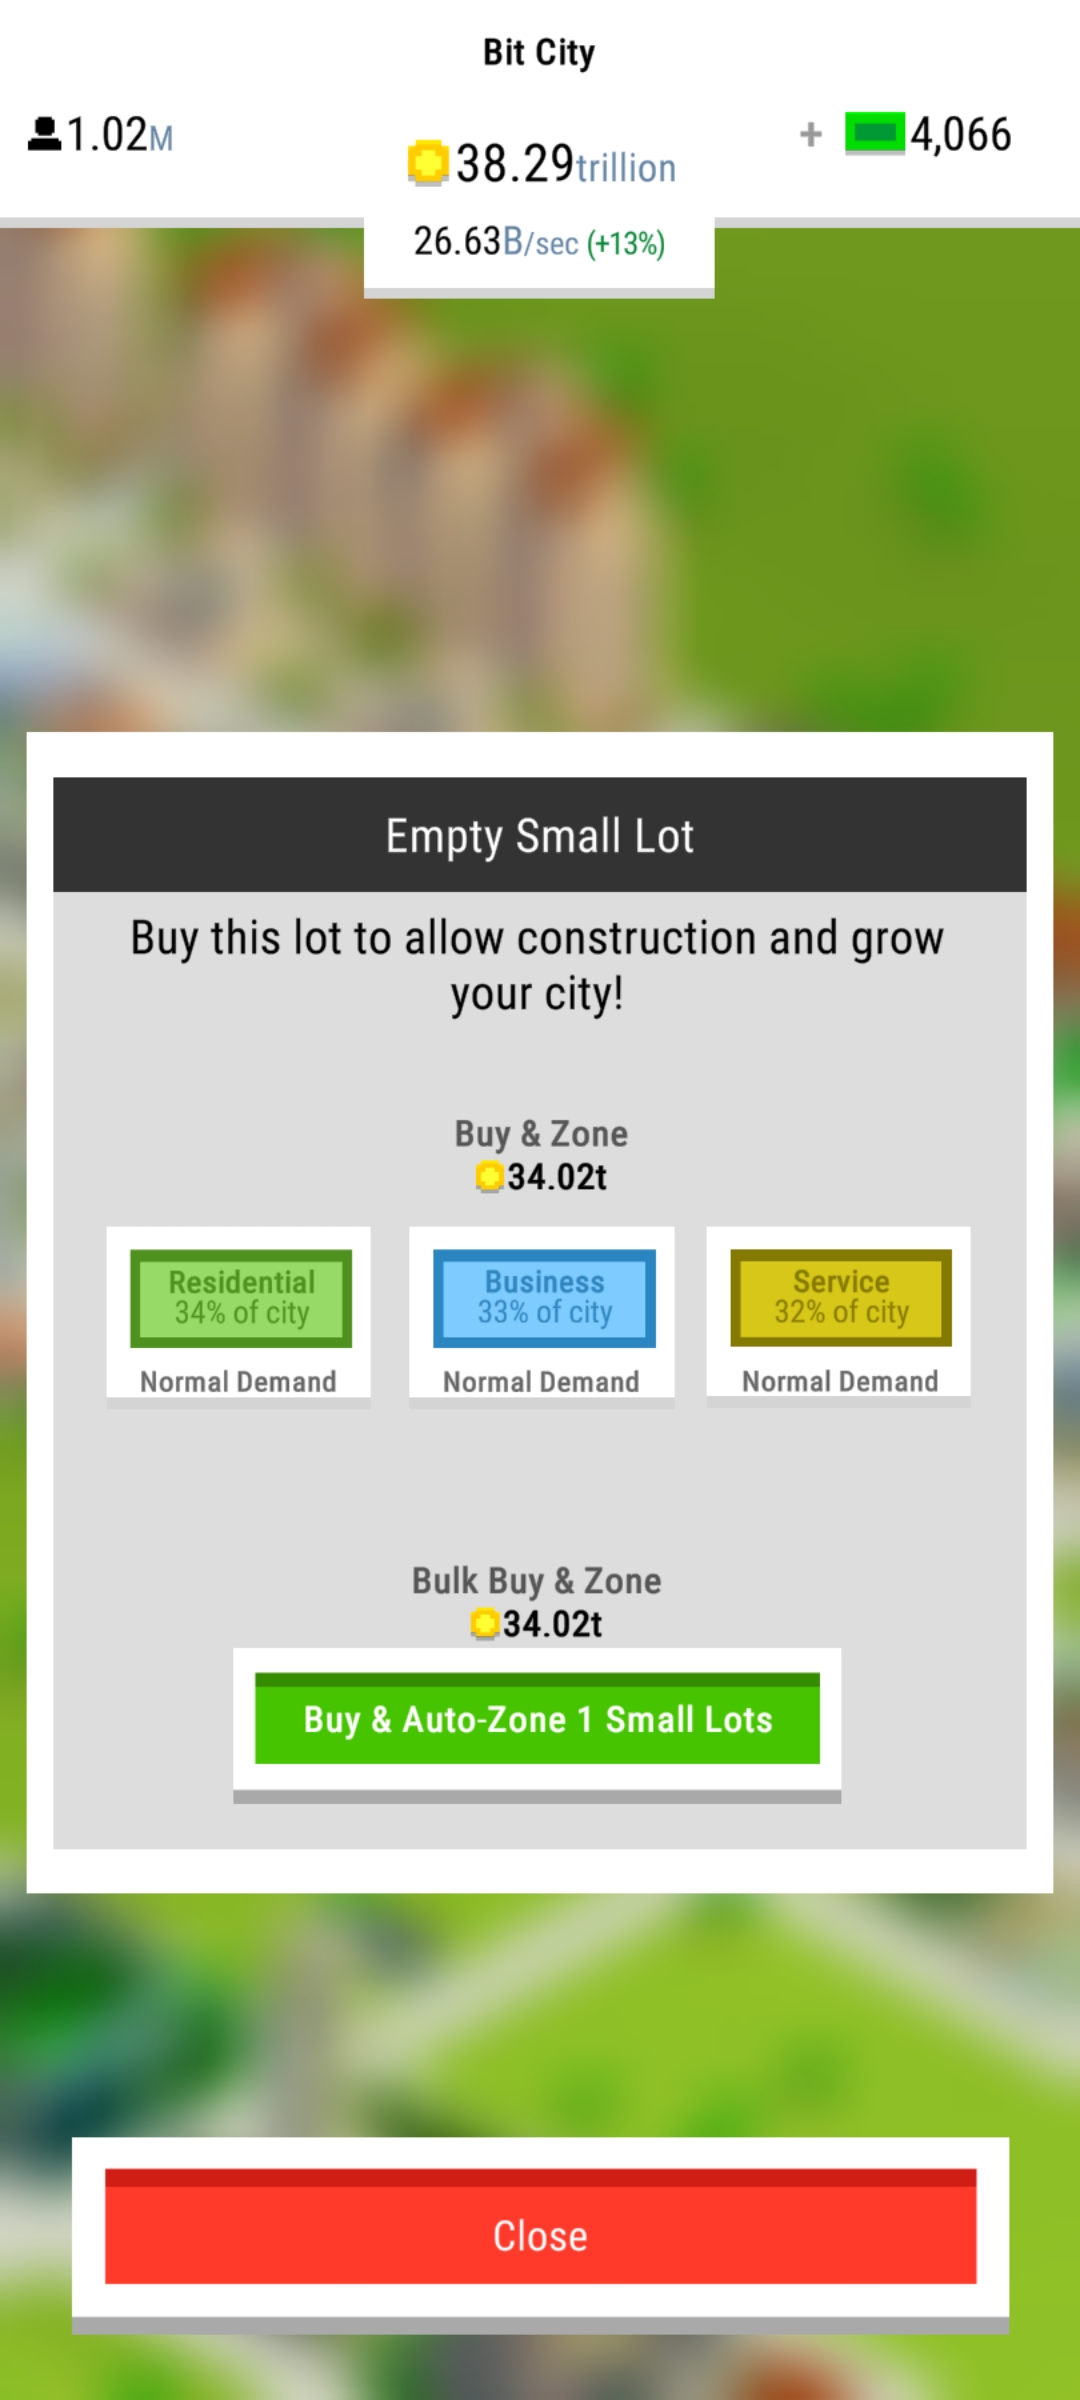 Bit City
1.02M
38.29trillion
+ 4,066
26.63B/sec (+13%)
Empty Small Lot
Buy this lot to allow construction and grow
your city!
Buy & Zone
34.02t
Residential
34% of city
Normal Demand
Business
33% of city
Normal Demand
Service
32% of city
Normal Demand
Bulk Buy & Zone
34.02t
Buy & Auto-Zone 1 Small Lots
Close